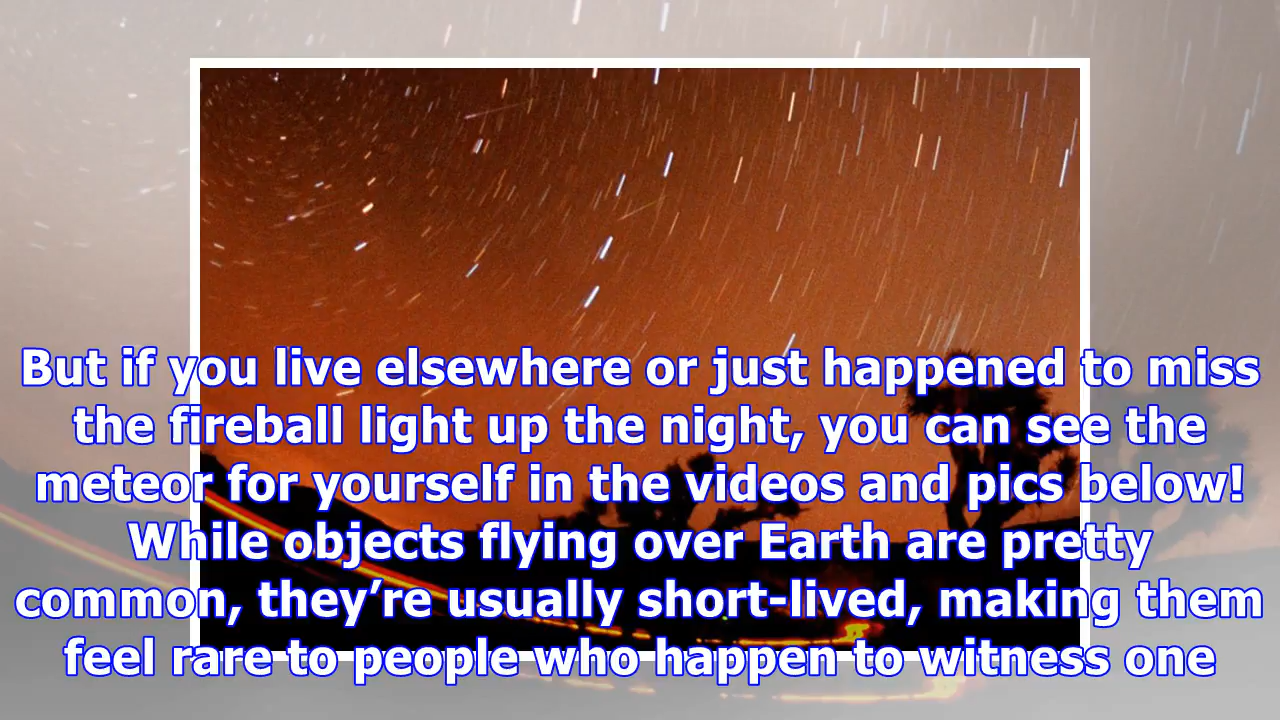 But if you live elsewhere or just happened to miss
the fireball light up the night, you can see the
meteor for yourself in the videos and pics below!
While objects flying over Earth are pretty
common, they’re usually short-lived, making them
feel rare to people who happen to witness one